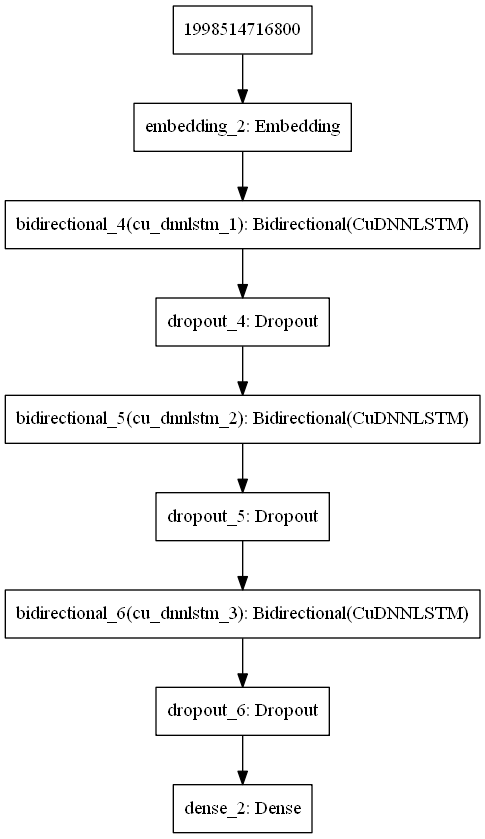 1998514716800
embedding_2: Embedding
bidirectional_4(cu_dnnlstm_1): Bidirectional(CuDNNLSTM)
dropout_4: Dropout
bidirectional_5(cu_dnnlstm_2): Bidirectional(CuDNNLSTM)
dropout_5: Dropout
bidirectional_6(cu_dnnlstm_3): Bidirectional(CuDNNLSTM)
dropout_6: Dropout
dense_2: Dense